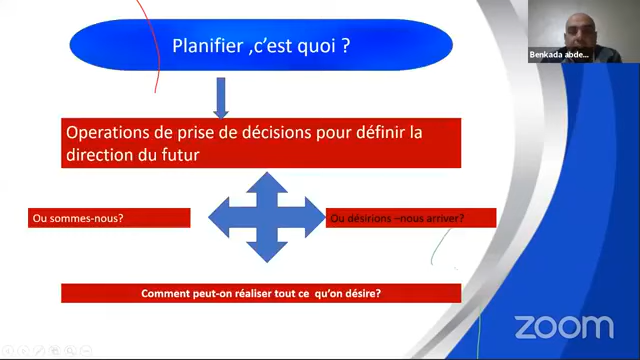 Planifier ,c'est quoi ?
Benkada abde...
Operations de prise de décisions pour définir la
direction du futur
Ou sommes-nous?
Ou désirions –nous arriver?
Comment peut-on réaliser tout ce qu'on désire?
zoom